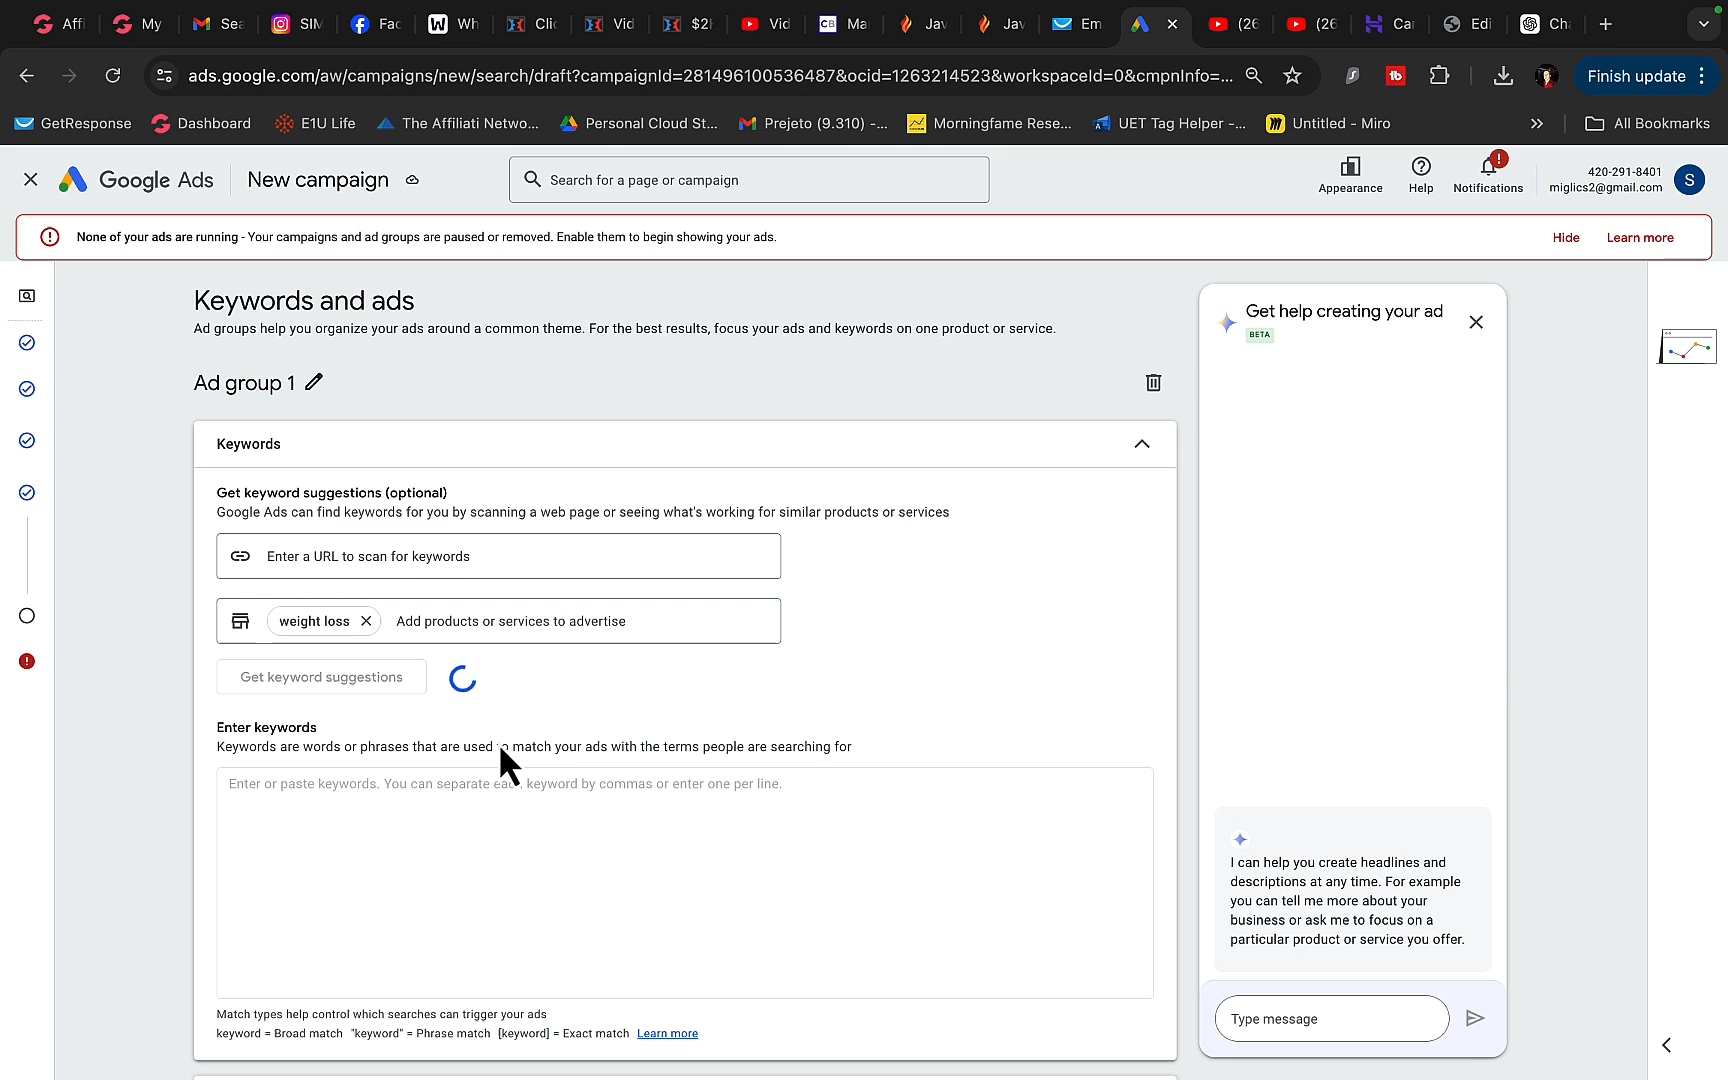 Affi
My
Sea
SIM
Fac
Wh
Clic
Vid
$2K
Vid
CB
Ma
Jav
Jav
Em
(26
(26
Car
Edi
Cha
ads.google.com/aw/campaigns/new/search/draft?campaignId=281496100536487&ocid=1263214523&workspaceId=0&cmpnInfo=...
Finish update
GetResponse
Dashboard
E1U Life
The Affiliati Netwo...
Personal Cloud St...
Prejeto (9.310) -...
Morningfame Rese...
UET Tag Helper -...
Untitled - Miro
All Bookmarks
Google Ads
New campaign
Search for a page or campaign
Appearance
Help
Notifications
420-291-8401
miglics2@gmail.com
S
None of your ads are running - Your campaigns and ad groups are paused or removed. Enable them to begin showing your ads.
Hide
Learn more
Keywords and ads
Ad groups help you organize your ads around a common theme. For the best results, focus your ads and keywords on one product or service.
Ad group 1
Keywords
Get keyword suggestions (optional)
Google Ads can find keywords for you by scanning a web page or seeing what's working for similar products or services
Enter a URL to scan for keywords
weight loss
Add products or services to advertise
Get keyword suggestions
Enter keywords
Keywords are words or phrases that are used to match your ads with the terms people are searching for
Enter or paste keywords. You can separate each keyword by commas or enter one per line.
Match types help control which searches can trigger your ads
keyword = Broad match "keyword" = Phrase match [keyword] = Exact match Learn more
Get help creating your ad
BETA
I can help you create headlines and
descriptions at any time. For example
you can tell me more about your
business or ask me to focus on a
particular product or service you offer.
Type message